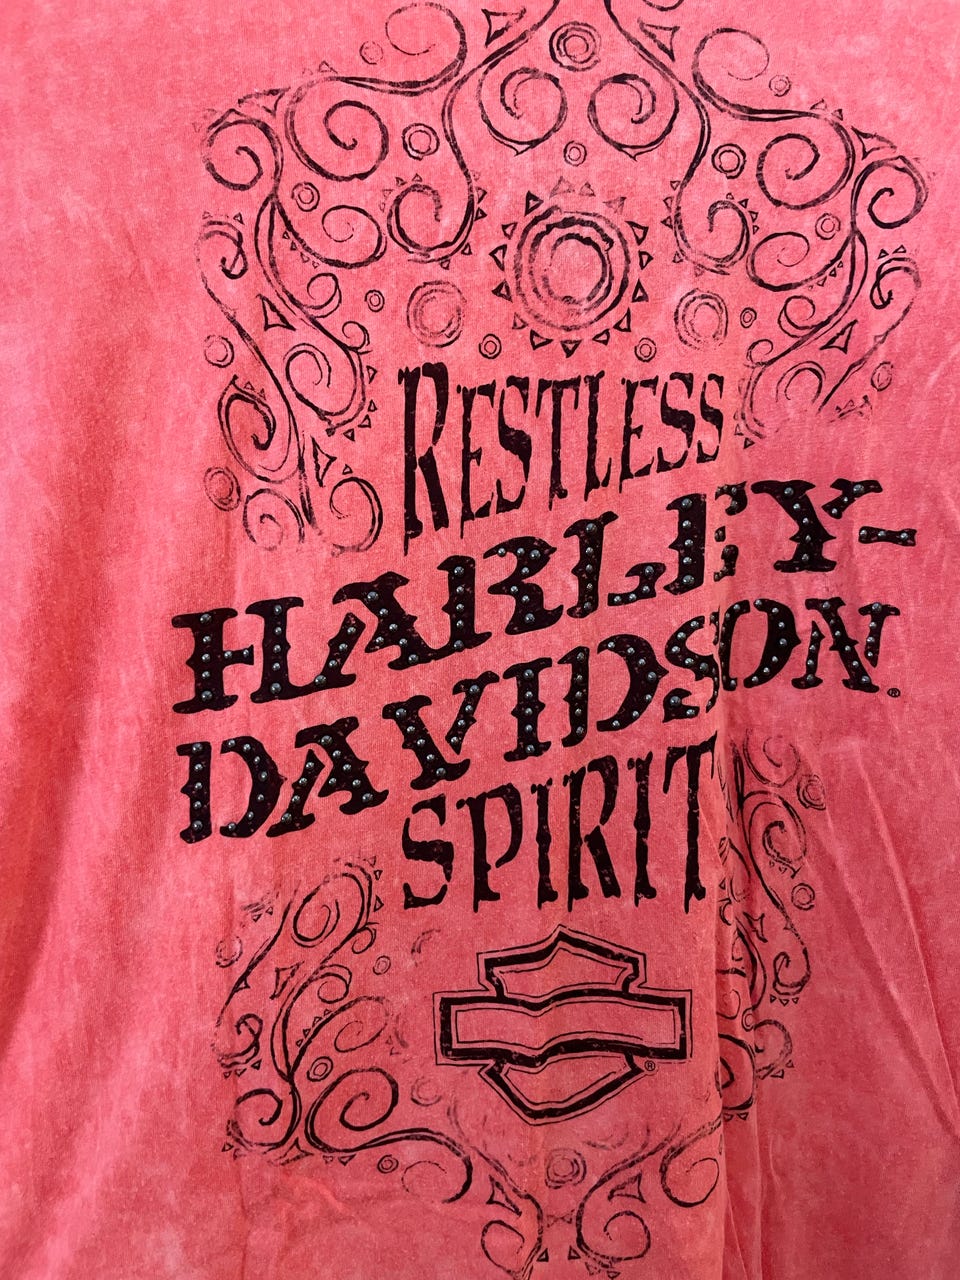 RESTLESS
HARLEY-
DAVIDSON®
SPIRIT
®